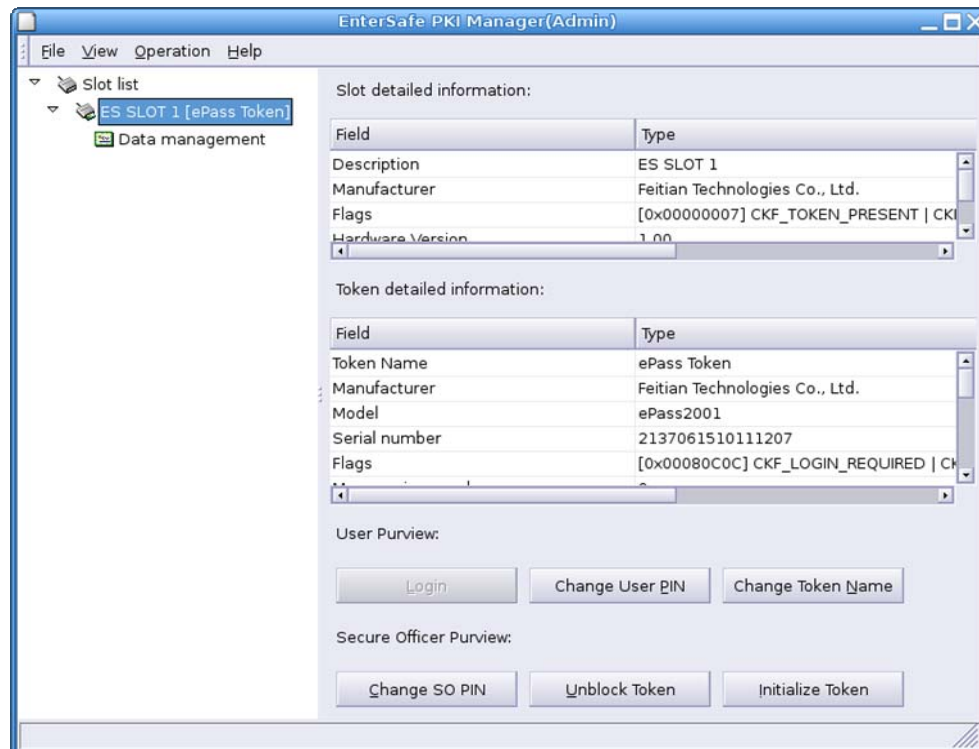 EnterSafe PKI Manager(Admin)
File View Operation Help
Slot list
ES SLOT 1 [ePass Token]
Data management
Slot detailed information:
Field Type
Description ES SLOT 1
Manufacturer Feitian Technologies Co., Ltd.
Flags [0x00000007] CKF_TOKEN_PRESENT |
Hardware Version 1.00
Token detailed information:
Field Type
Token Name ePass Token
Manufacturer Feitian Technologies Co., Ltd.
Model ePass2001
Serial number 2137061510111207
Flags [0x00080C0C] CKF_LOGIN_REQUIRED |
User Purview:
Login Change User PIN Change Token Name
Secure Officer Purview:
Change SO PIN Unblock Token Initialize Token